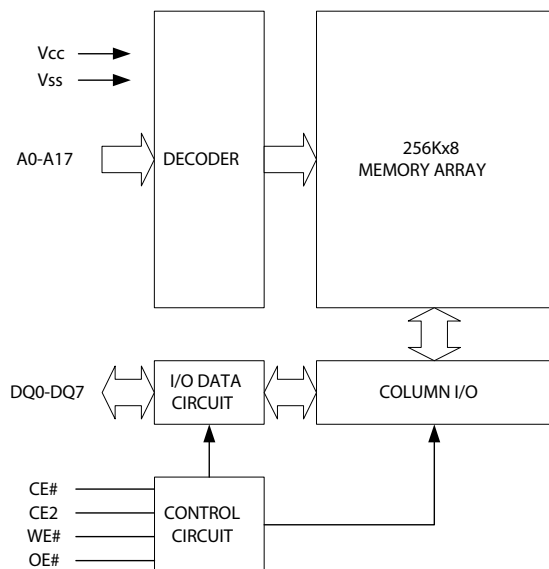 Vcc
Vss
A0-A17
DECODER
256Kx8
MEMORY ARRAY
DQ0-DQ7
I/O DATA
CIRCUIT
COLUMN I/O
CE#
CE2
WE#
OE#
CONTROL
CIRCUIT